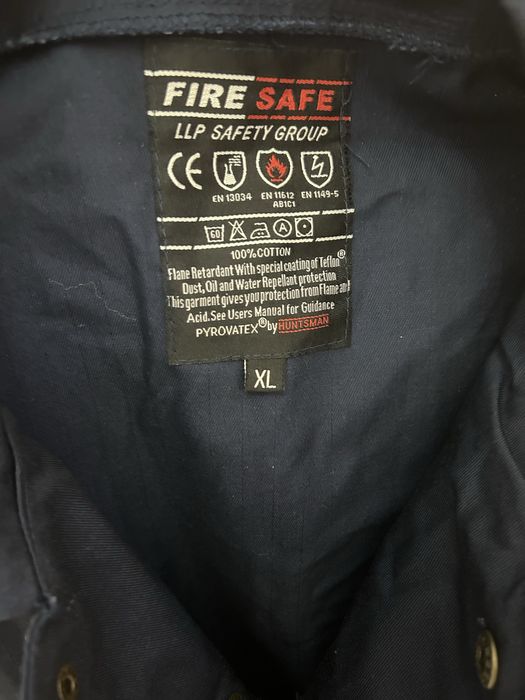 FIRE SAFE
LLP SAFETY GROUP
CE
EN 13034 EN 11612 EN 1149-5
AB1C1
60 A
100% COTTON
Flame Retardant With special coating of Teflon®
Dust, Oil and Water Repellant protection
This garment gives you protection from Flame and
Acid. See Users Manual for Guidance
PYROVATEX® by HUNTSMAN
XL